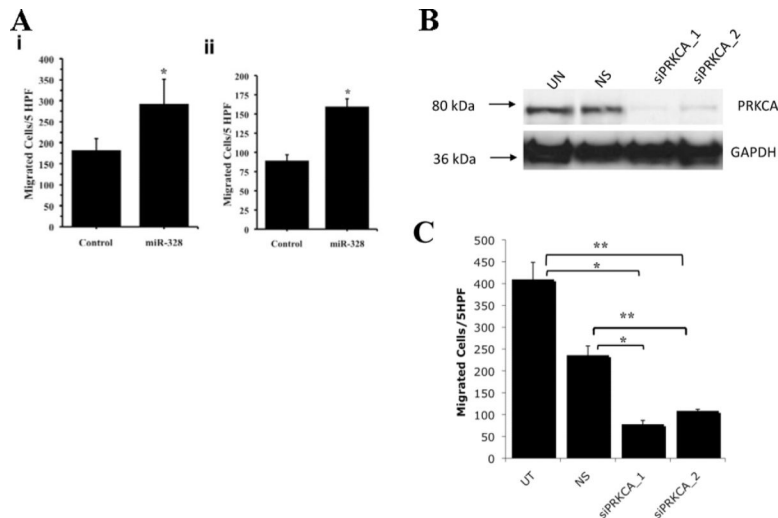 A
i
Migrated Cells/5 HPF
400
350
300
250
200
150
100
50
0
*
Control
miR-328
ii
Migrated Cells/5 HPF
200
175
150
125
100
75
50
25
0
*
Control
miR-328
B
UN
NS
siPRKCA_1
siPRKCA_2
80 kDa
PRKCA
36 kDa
GAPDH
C
Migrated Cells/5HPF
500
450
400
350
300
250
200
150
100
50
0
**
*
**
*
UT
NS
siPRKCA_1
siPRKCA_2